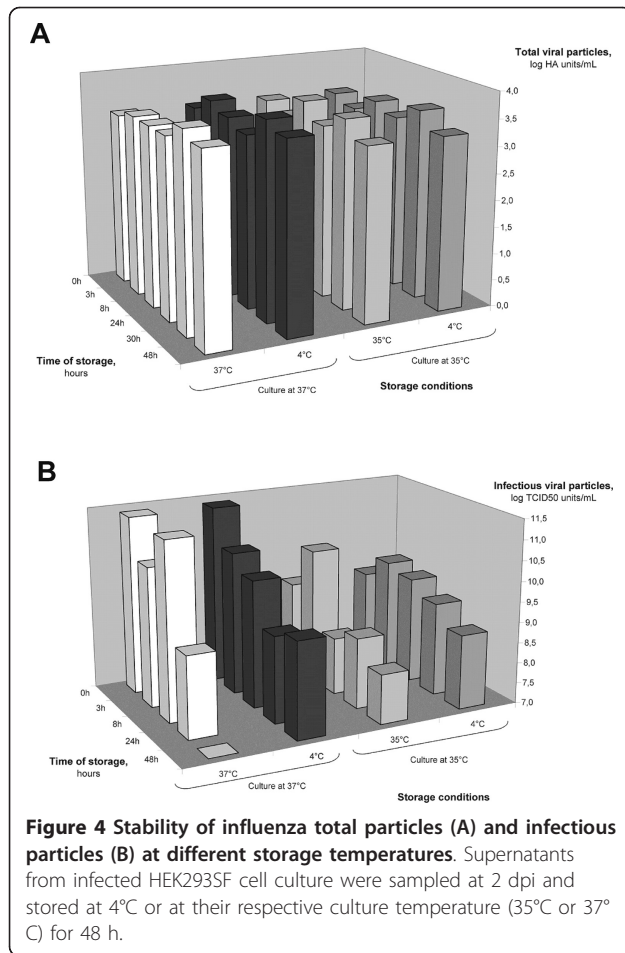 A
Total viral particles,
log HA units/mL
4,0
3,5
3,0
2,5
2,0
1,5
1,0
0,5
0,0
0h
3h
8h
24h
30h
48h
Time of storage,
hours
37°C
4°C
35°C
4°C
Culture at 37°C
Culture at 35°C
Storage conditions
B
Infectious viral particles,
log TCID50 units/mL
11,5
11,0
10,5
10,0
9,5
9,0
8,5
8,0
7,5
7,0
0h
3h
8h
24h
48h
Time of storage,
hours
37°C
4°C
35°C
4°C
Culture at 37°C
Culture at 35°C
Storage conditions
Figure 4 Stability of influenza total particles (A) and infectious
particles (B) at different storage temperatures. Supernatants
from infected HEK293SF cell culture were sampled at 2 dpi and
stored at 4°C or at their respective culture temperature (35°C or 37°
C) for 48 h.